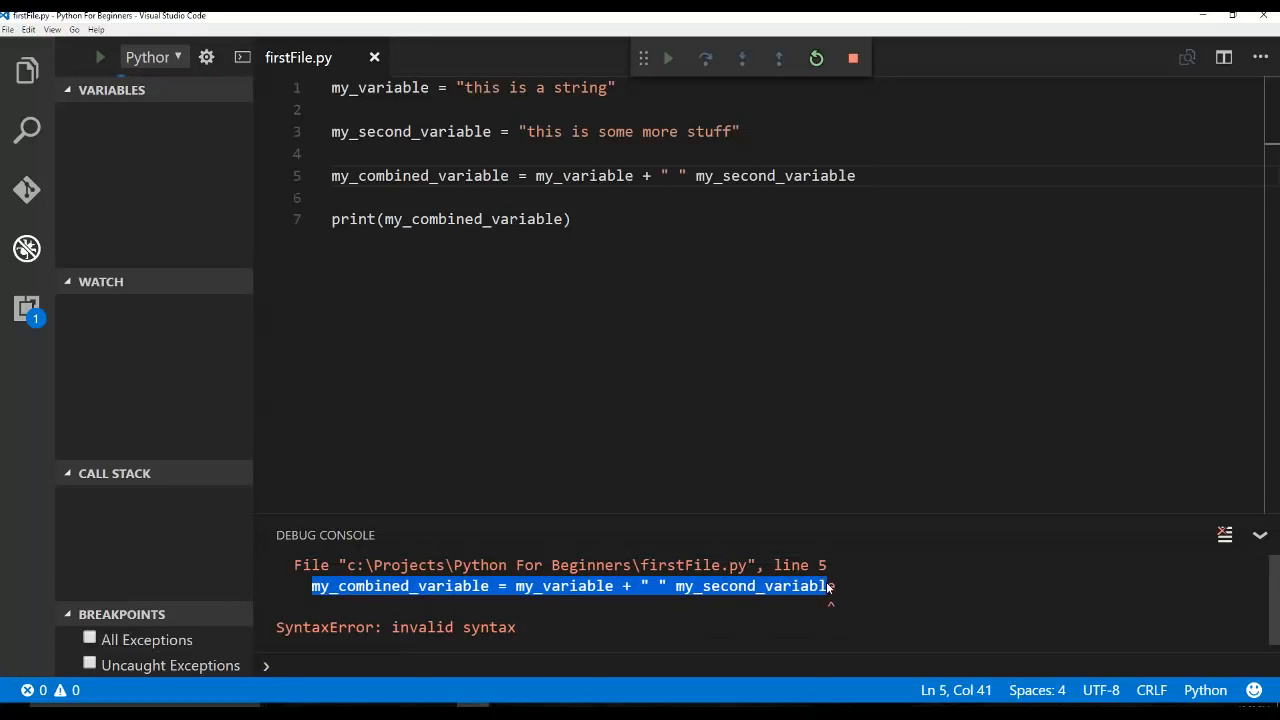 firstFile.py - Python For Beginners - Visual Studio Code
File Edit View Go Help
Python
firstFile.py
VARIABLES
WATCH
CALL STACK
BREAKPOINTS
All Exceptions
Uncaught Exceptions
1 my_variable = "this is a string"
2
3 my_second_variable = "this is some more stuff"
4
5 my_combined_variable = my_variable + " " my_second_variable
6
7 print(my_combined_variable)
DEBUG CONSOLE
File "c:\Projects\Python For Beginners\firstFile.py", line 5
my_combined_variable = my_variable + " " my_second_variable
^
SyntaxError: invalid syntax
1
0 0
Ln 5, Col 41 Spaces: 4 UTF-8 CRLF Python